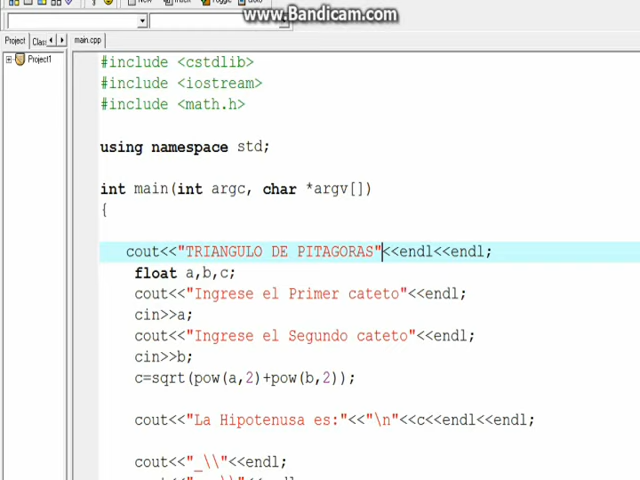 www.Bandicam.com
Project Clas main.cpp
Project1
#include <cstdlib>
#include <iostream>
#include <math.h>
using namespace std;
int main(int argc, char *argv[])
{
cout<<"TRIANGULO DE PITAGORAS"<<endl<<endl;
float a,b,c;
cout<<"Ingrese el Primer cateto"<<endl;
cin>>a;
cout<<"Ingrese el Segundo cateto"<<endl;
cin>>b;
c=sqrt(pow(a,2)+pow(b,2));
cout<<"La Hipotenusa es:"<<"\n"<<c<<endl<<endl;
cout<<"_\\"<<endl;